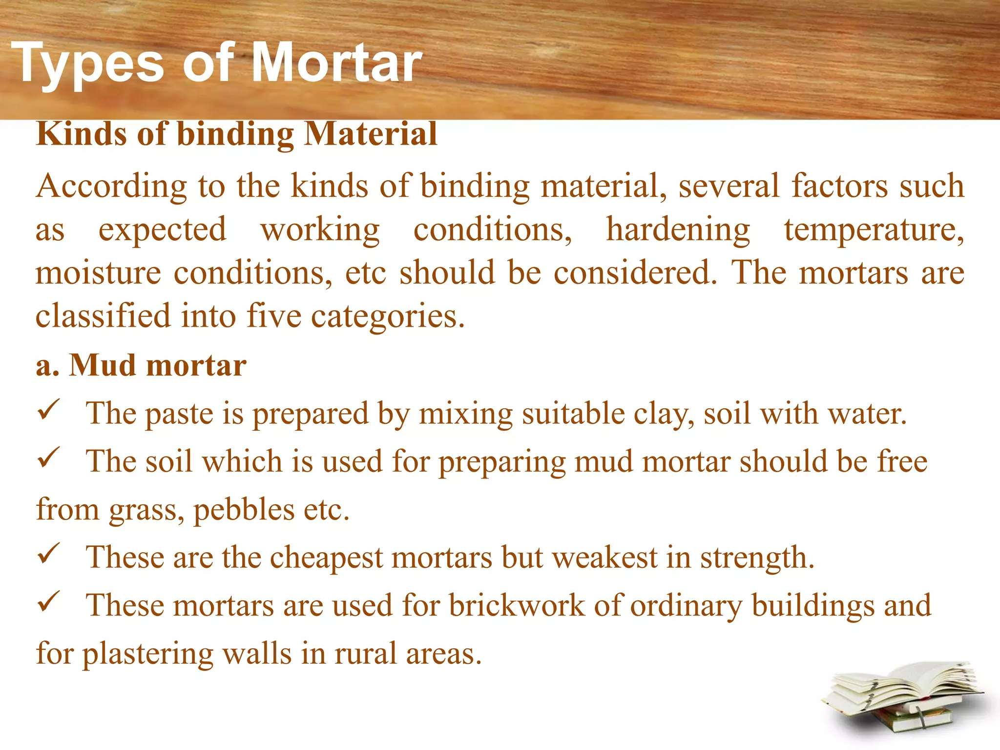 Types of Mortar
Kinds of binding Material
According to the kinds of binding material, several factors such
as expected working conditions, hardening temperature,
moisture conditions, etc should be considered. The mortars are
classified into five categories.
a. Mud mortar
✓ The paste is prepared by mixing suitable clay, soil with water.
✓ The soil which is used for preparing mud mortar should be free
from grass, pebbles etc.
✓ These are the cheapest mortars but weakest in strength.
✓ These mortars are used for brickwork of ordinary buildings and
for plastering walls in rural areas.